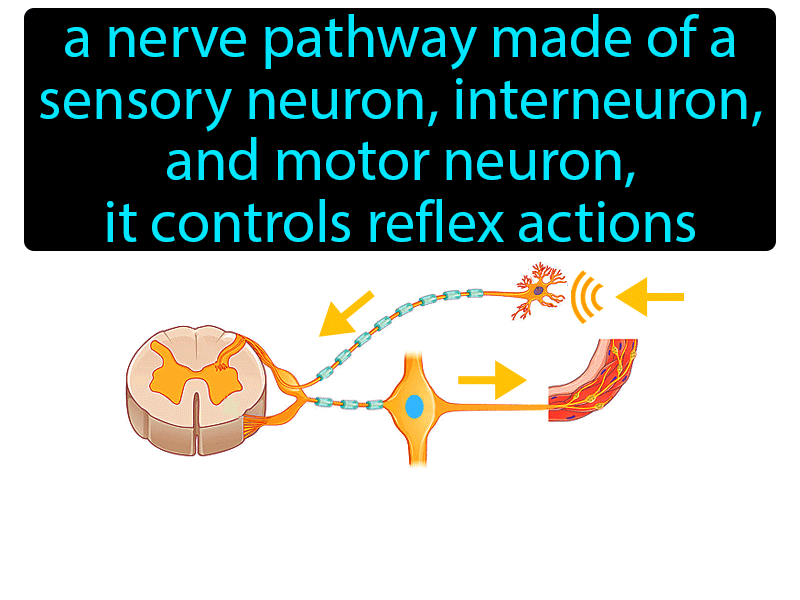 a nerve pathway made of a
sensory neuron, interneuron,
and motor neuron,
it controls reflex actions